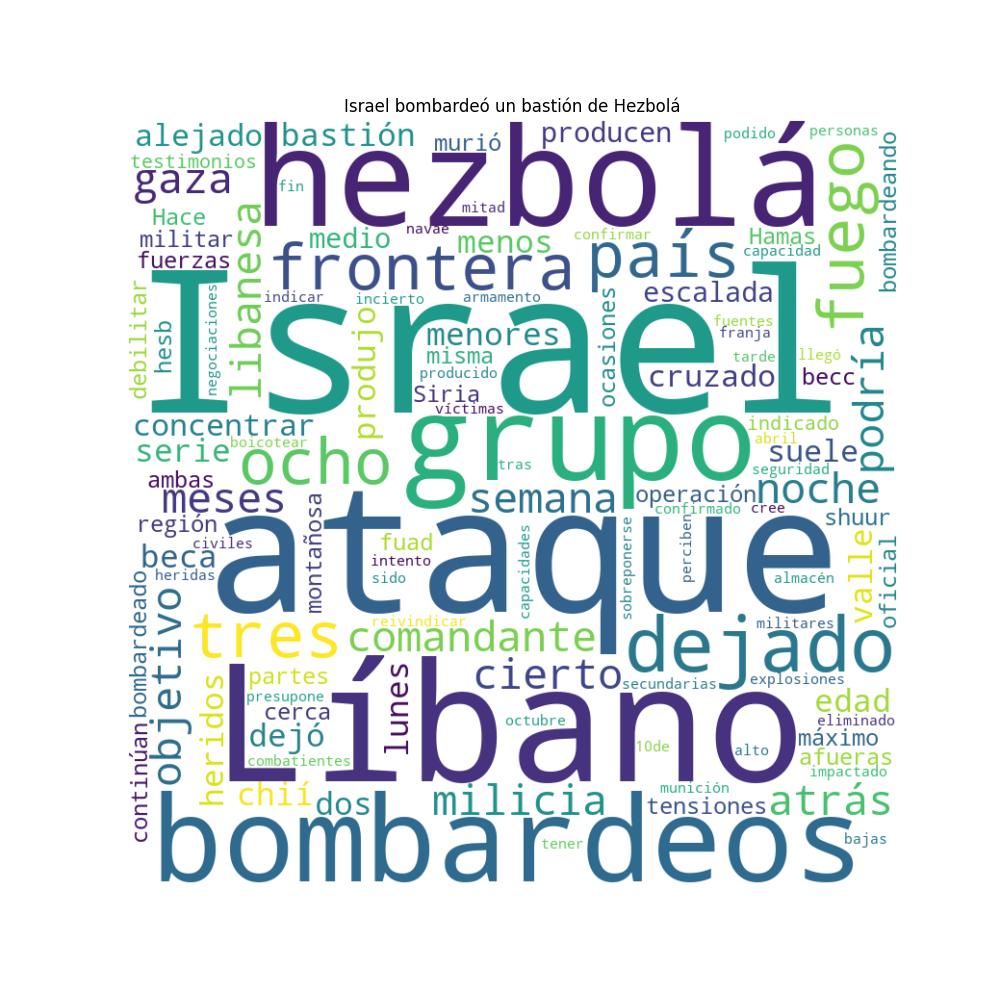 Israel bombardeó un bastión de Hezbolá
alejado
bastión
hezbolá
murió
producen
podido
personas
testimonios
gaza
fin
mitad
fuego
bombardeando
Hace
navae
militar
libanesa
medio
menos
confirmar
país
Hamas
capacidad
fuerzas
frontera
debilitar
hesb
negociaciones
Israel
indicar
incierto
armamento
ocasiones
escalada
fuentes
franja
produjo
menores
misma
producido
tarde
llegó
cruzado
becc
podría
Siria
víctimas
concentrar
grupo
indicado
serie
boicotear
abril
suele
ocho
tras
seguridad
ambas
meses
semana
operación
noche
confirmado
cree
región
montañosa
ataque
shuur
civiles
beca
fuad
intento
capacidades
sobreponerse
perciben
valle
oficial
heridas
sido
almacén
bombardeado
objetivo
tres
reivindicar
comandante
dejado
militares
cierto
Líbano
lunes
partes
secundarias
explosiones
presupone
heridos
edad
cerca
octubre
eliminado
continúan
dejó
10de
alto
máximo
combatientes
afueras
impactado
chií
dos
milicia
munición
tensiones
atrás
bombardeos
tener
bajas